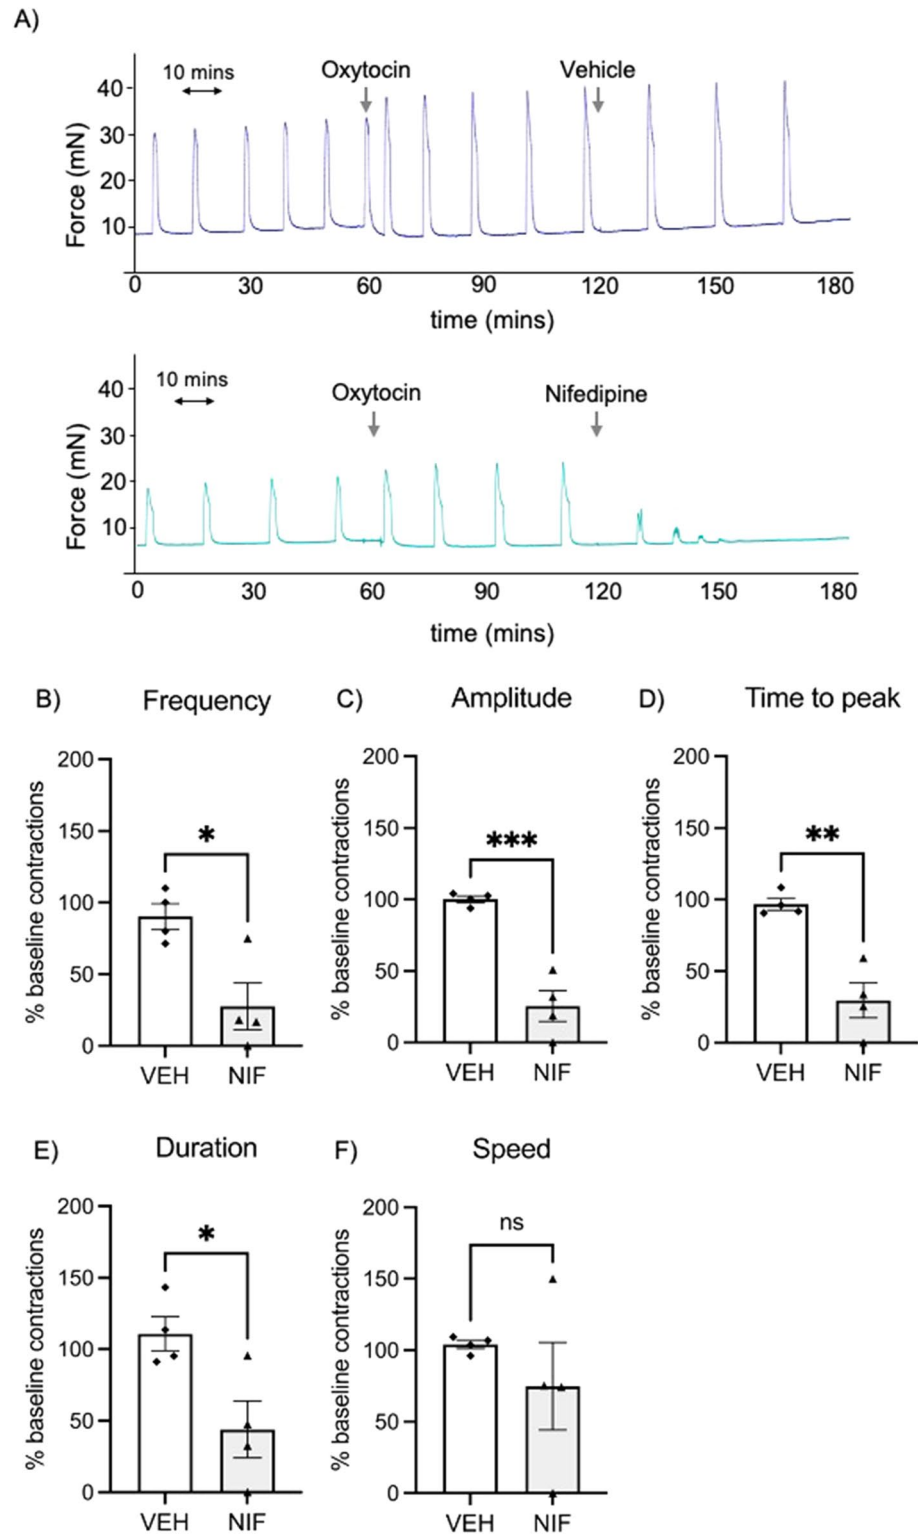 A)
10 mins Oxytocin Vehicle
Force (mN)
40
30
20
10
0 30 60 90 120 150 180
time (mins)
10 mins Oxytocin Nifedipine
Force (mN)
40
30
20
10
0 30 60 90 120 150 180
time (mins)
B) Frequency
% baseline contractions
200
150
100
50
0
*
VEH NIF
C) Amplitude
% baseline contractions
200
150
100
50
0
***
VEH NIF
D) Time to peak
% baseline contractions
200
150
100
50
0
**
VEH NIF
E) Duration
% baseline contractions
200
150
100
50
0
*
VEH NIF
F) Speed
% baseline contractions
200
150
100
50
0
ns
VEH NIF